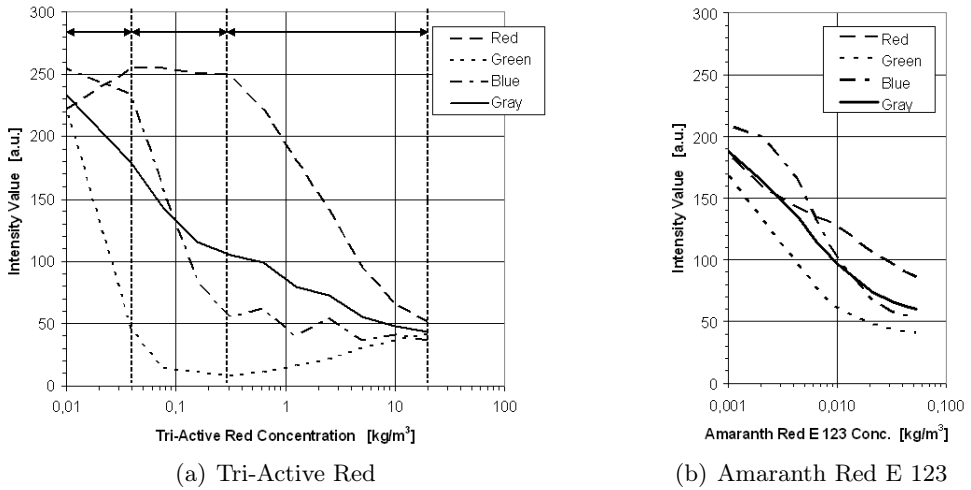 300
250
200
150
100
50
0
Intensity Value [a.u.]
0,01 0,1 1 10 100
Tri-Active Red Concentration [kg/m³]
Red
Green
Blue
Gray
(a) Tri-Active Red
300
250
200
150
100
50
0
Intensity Value [a.u.]
0,001 0,010 0,100
Amaranth Red E 123 Conc. [kg/m³]
Red
Green
Blue
Gray
(b) Amaranth Red E 123